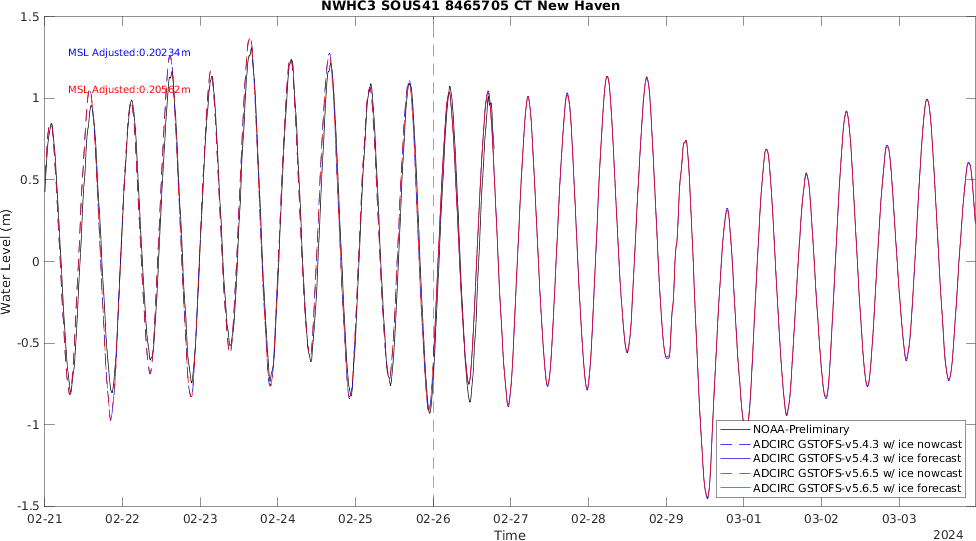 NWHC3 SOUS41 8465705 CT New Haven
1.5
1
0.5
0
-0.5
-1
-1.5
Water Level (m)
MSL Adjusted:0.20234m
MSL Adjusted:0.20562m
NOAA-Preliminary
ADCIRC GSTOFS-v5.4.3 w/ ice nowcast
ADCIRC GSTOFS-v5.4.3 w/ ice forecast
ADCIRC GSTOFS-v5.6.5 w/ ice nowcast
ADCIRC GSTOFS-v5.6.5 w/ ice forecast
02-21 02-22 02-23 02-24 02-25 02-26 02-27 02-28 02-29 03-01 03-02 03-03
Time
2024